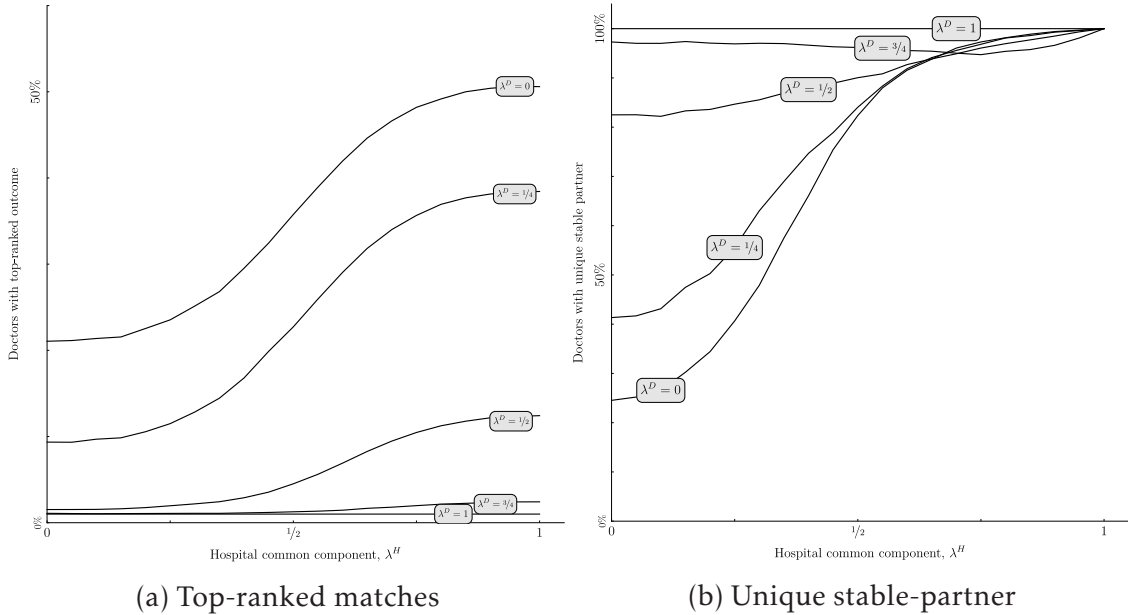 Doctors with top-ranked outcome
50%
0%
λ^D = 0
λ^D = 1/4
λ^D = 1/2
λ^D = 3/4
λ^D = 1
0
1/2
1
Hospital common component, λ^H
(a) Top-ranked matches
Doctors with unique stable partner
100%
50%
0%
λ^D = 1
λ^D = 3/4
λ^D = 1/2
λ^D = 1/4
λ^D = 0
0
1/2
1
Hospital common component, λ^H
(b) Unique stable-partner